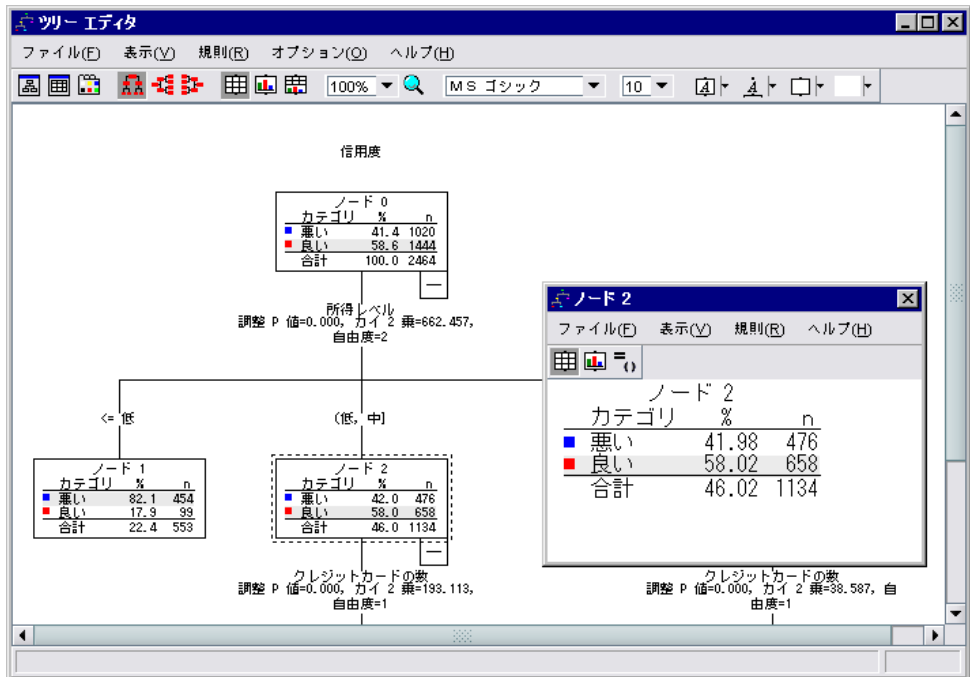 ツリー エディタ
ファイル(F) 表示(V) 規則(R) オプション(O) ヘルプ(H)
100% MS ゴシック 10
信用度
ノード 0
カテゴリ % n
悪い 41.4 1020
良い 58.6 1444
合計 100.0 2464
所得レベル
調整 P 値=0.000, カイ 2 乗=662.457,
自由度=2
<= 低
(低, 中]
ノード 1
カテゴリ % n
悪い 82.1 454
良い 17.9 99
合計 22.4 553
ノード 2
カテゴリ % n
悪い 42.0 476
良い 58.0 658
合計 46.0 1134
クレジットカードの数
調整 P 値=0.000, カイ 2 乗=193.113,
自由度=1
ノード 2
ファイル(F) 表示(V) 規則(R) ヘルプ(H)
ノード 2
カテゴリ % n
悪い 41.98 476
良い 58.02 658
合計 46.02 1134
クレジットカードの数
調整 P 値=0.000, カイ 2 乗=38.587, 自
由度=1